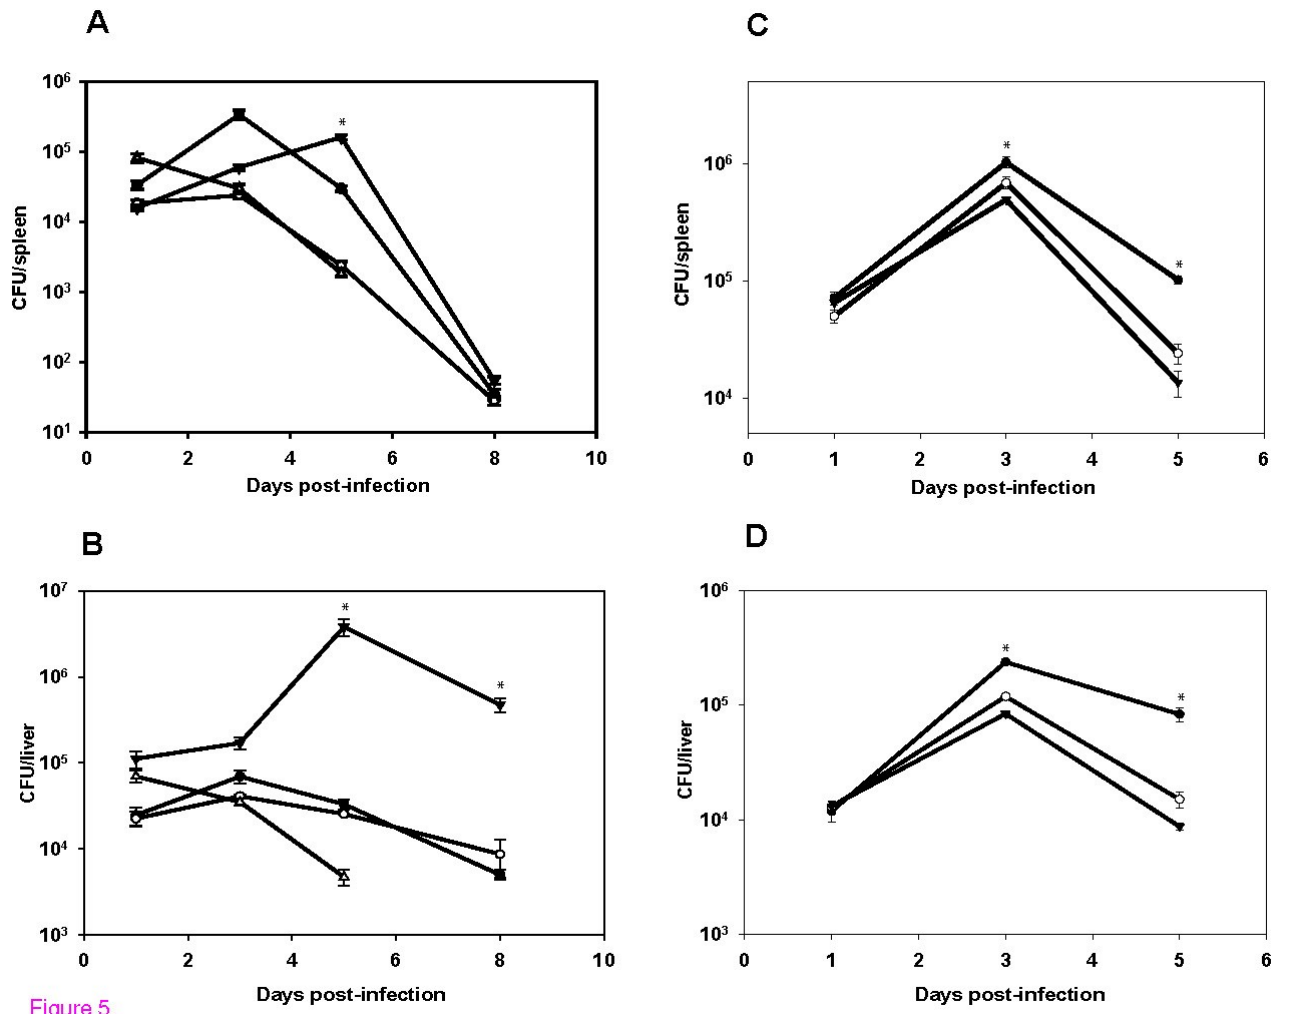 A
10⁶
10⁵
10⁴
10³
10²
10¹
CFU/spleen
*
0 2 4 6 8 10
Days post-infection
C
10⁶
10⁵
10⁴
CFU/spleen
*
*
0 1 2 3 4 5 6
Days post-infection
B
10⁷
10⁶
10⁵
10⁴
10³
CFU/liver
*
*
0 2 4 6 8 10
Days post-infection
D
10⁶
10⁵
10⁴
10³
CFU/liver
*
*
0 1 2 3 4 5 6
Days post-infection
Figure 5